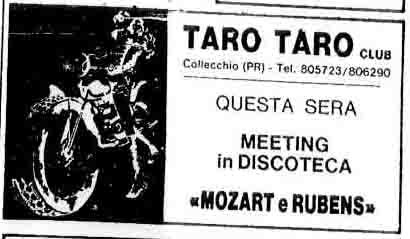 TARO TARO CLUB
Collecchio (PR) - Tel. 805723/806290
QUESTA SERA
MEETING
in DISCOTECA
«MOZART e RUBENS»